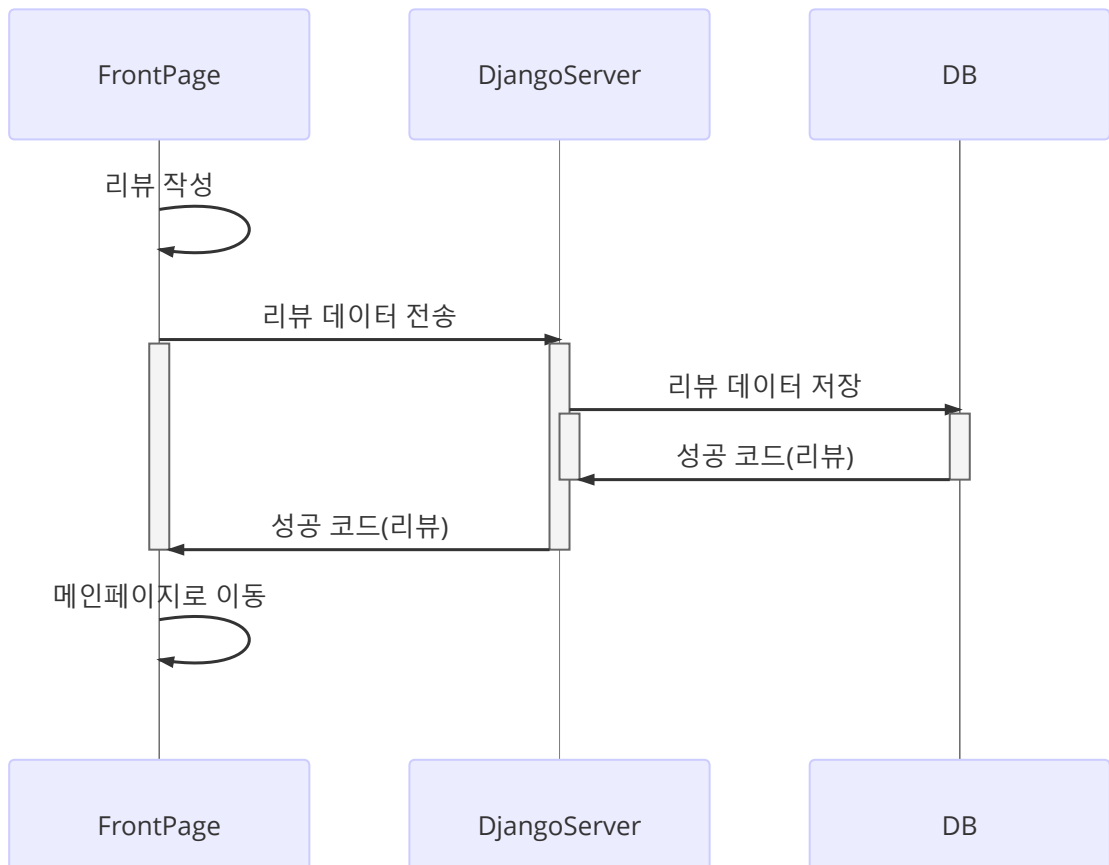 FrontPage
DjangoServer
DB
리뷰 작성
리뷰 데이터 전송
리뷰 데이터 저장
성공 코드(리뷰)
성공 코드(리뷰)
메인페이지로 이동
FrontPage
DjangoServer
DB